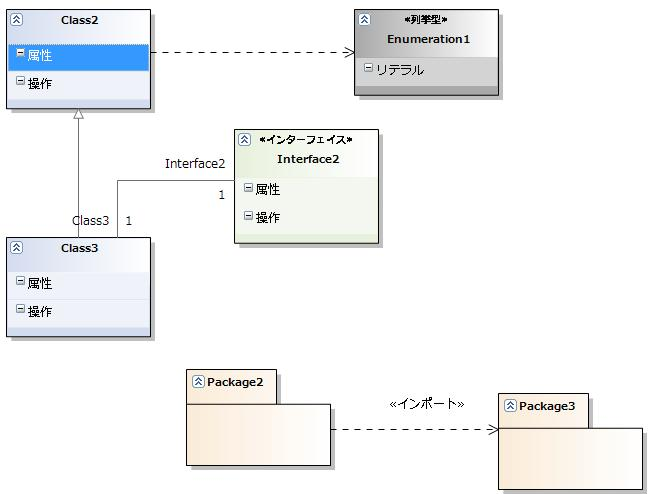 Class2
属性
操作
«列挙型»
Enumeration1
リテラル
«インターフェイス»
Interface2
属性
操作
Interface2
1
Class3
1
Class3
属性
操作
Package2
«インポート»
Package3